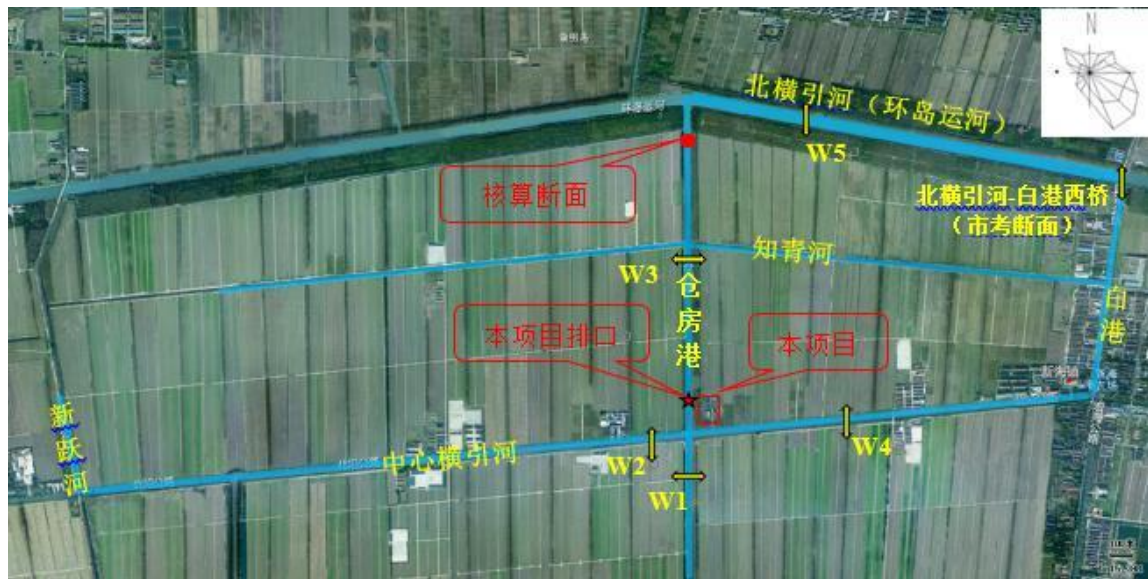 N
北横引河（环岛运河）
W5
核算断面
北横引河-白港西桥
（市考断面）
知青河
W3
仓房港
白港
本项目排口
本项目
新跃河
中心横引河
W2
W4
W1